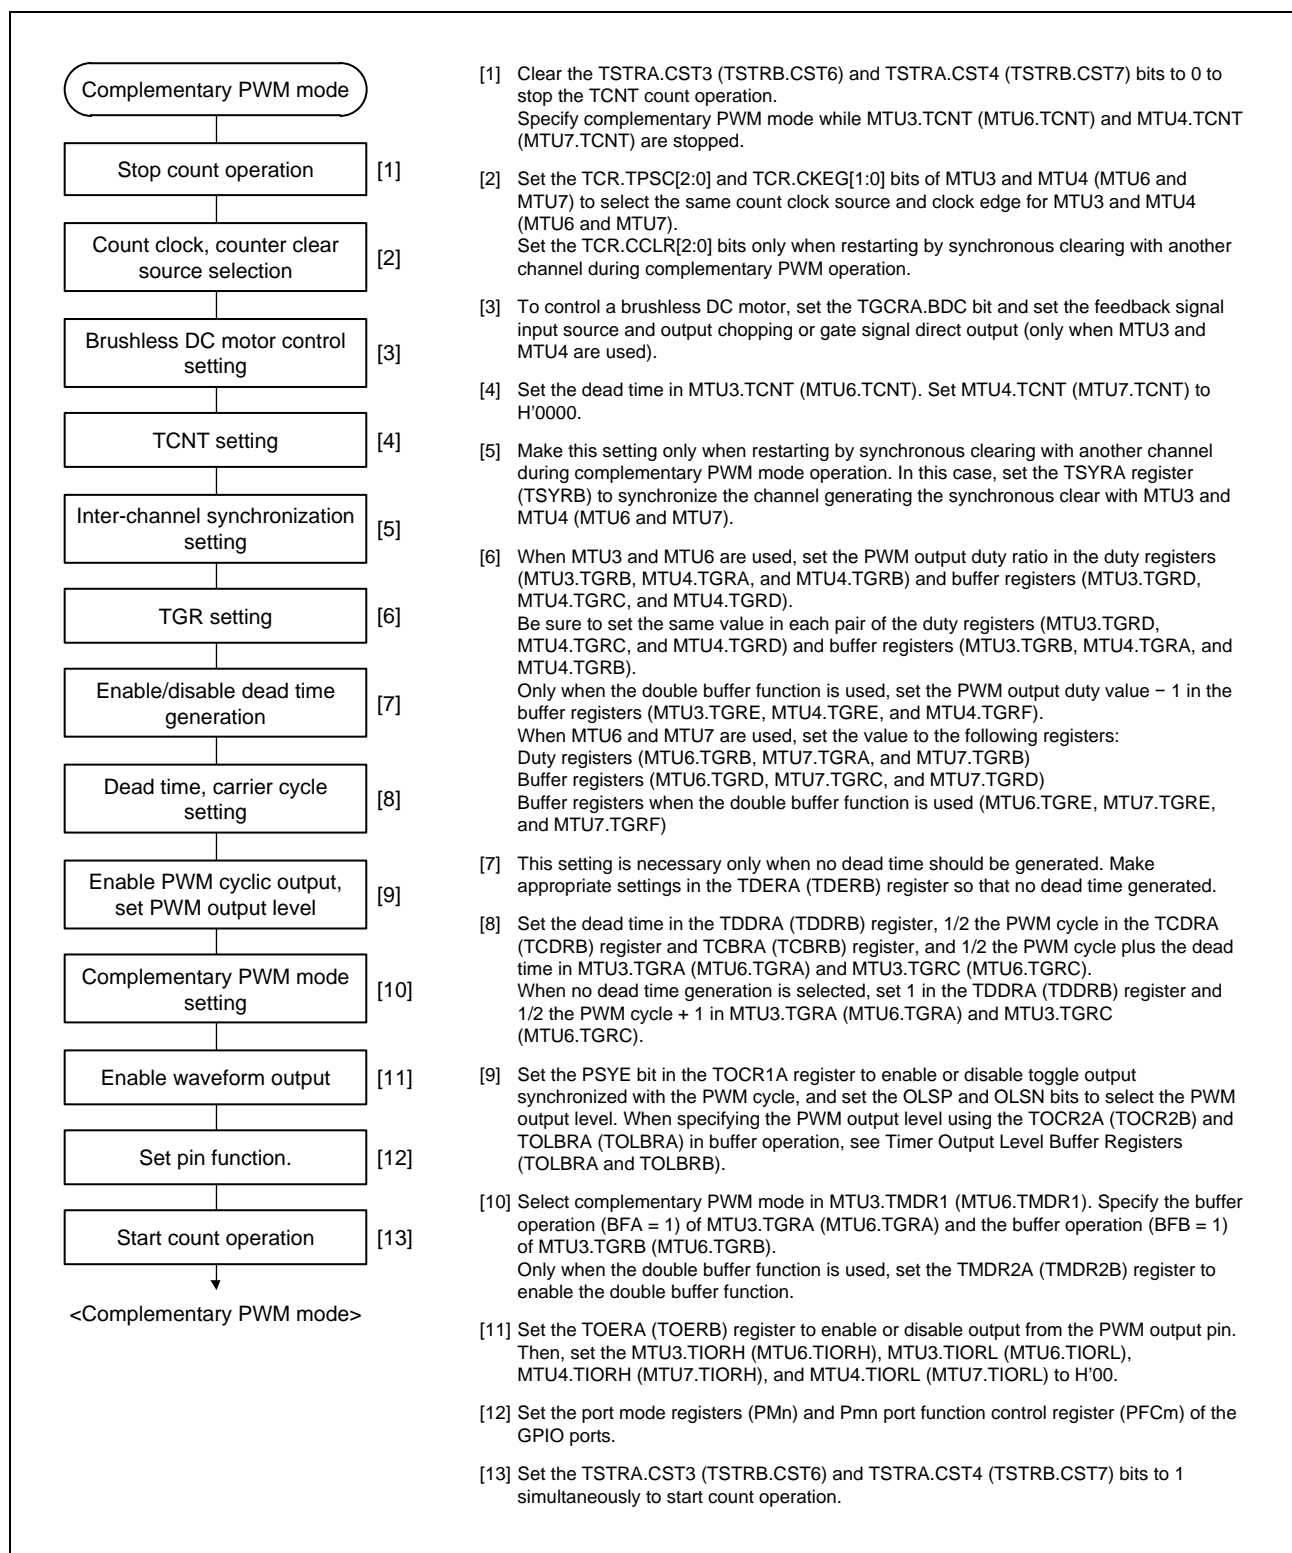 Complementary PWM mode
Stop count operation
[1]
Count clock, counter clear
source selection
[2]
Brushless DC motor control
setting
[3]
TCNT setting
[4]
Inter-channel synchronization
setting
[5]
TGR setting
[6]
Enable/disable dead time
generation
[7]
Dead time, carrier cycle
setting
[8]
Enable PWM cyclic output,
set PWM output level
[9]
Complementary PWM mode
setting
[10]
Enable waveform output
[11]
Set pin function.
[12]
Start count operation
[13]
<Complementary PWM mode>
[1] Clear the TSTRA.CST3 (TSTRB.CST6) and TSTRA.CST4 (TSTRB.CST7) bits to 0 to
stop the TCNT count operation.
Specify complementary PWM mode while MTU3.TCNT (MTU6.TCNT) and MTU4.TCNT
(MTU7.TCNT) are stopped.
[2] Set the TCR.TPSC[2:0] and TCR.CKEG[1:0] bits of MTU3 and MTU4 (MTU6 and
MTU7) to select the same count clock source and clock edge for MTU3 and MTU4
(MTU6 and MTU7).
Set the TCR.CCLR[2:0] bits only when restarting by synchronous clearing with another
channel during complementary PWM operation.
[3] To control a brushless DC motor, set the TGCRA.BDC bit and set the feedback signal
input source and output chopping or gate signal direct output (only when MTU3 and
MTU4 are used).
[4] Set the dead time in MTU3.TCNT (MTU6.TCNT). Set MTU4.TCNT (MTU7.TCNT) to
H'0000.
[5] Make this setting only when restarting by synchronous clearing with another channel
during complementary PWM mode operation. In this case, set the TSYRA register
(TSYRB) to synchronize the channel generating the synchronous clear with MTU3 and
MTU4 (MTU6 and MTU7).
[6] When MTU3 and MTU6 are used, set the PWM output duty ratio in the duty registers
(MTU3.TGRB, MTU4.TGRA, and MTU4.TGRB) and buffer registers (MTU3.TGRD,
MTU4.TGRC, and MTU4.TGRD).
Be sure to set the same value in each pair of the duty registers (MTU3.TGRD,
MTU4.TGRC, and MTU4.TGRD) and buffer registers (MTU3.TGRB, MTU4.TGRA, and
MTU4.TGRB).
Only when the double buffer function is used, set the PWM output duty value − 1 in the
buffer registers (MTU3.TGRE, MTU4.TGRE, and MTU4.TGRF).
When MTU6 and MTU7 are used, set the value to the following registers:
Duty registers (MTU6.TGRB, MTU7.TGRA, and MTU7.TGRB)
Buffer registers (MTU6.TGRD, MTU7.TGRC, and MTU7.TGRD)
Buffer registers when the double buffer function is used (MTU6.TGRE, MTU7.TGRE,
and MTU7.TGRF)
[7] This setting is necessary only when no dead time should be generated. Make
appropriate settings in the TDERA (TDERB) register so that no dead time generated.
[8] Set the dead time in the TDDRA (TDDRB) register, 1/2 the PWM cycle in the TCDRA
(TCDRB) register and TCBRA (TCBRB) register, and 1/2 the PWM cycle plus the dead
time in MTU3.TGRA (MTU6.TGRA) and MTU3.TGRC (MTU6.TGRC).
When no dead time generation is selected, set 1 in the TDDRA (TDDRB) register and
1/2 the PWM cycle + 1 in MTU3.TGRA (MTU6.TGRA) and MTU3.TGRC
(MTU6.TGRC).
[9] Set the PSYE bit in the TOCR1A register to enable or disable toggle output
synchronized with the PWM cycle, and set the OLSP and OLSN bits to select the PWM
output level. When specifying the PWM output level using the TOCR2A (TOCR2B) and
TOLBRA (TOLBRA) in buffer operation, see Timer Output Level Buffer Registers
(TOLBRA and TOLBRB).
[10] Select complementary PWM mode in MTU3.TMDR1 (MTU6.TMDR1). Specify the buffer
operation (BFA = 1) of MTU3.TGRA (MTU6.TGRA) and the buffer operation (BFB = 1)
of MTU3.TGRB (MTU6.TGRB).
Only when the double buffer function is used, set the TMDR2A (TMDR2B) register to
enable the double buffer function.
[11] Set the TOERA (TOERB) register to enable or disable output from the PWM output pin.
Then, set the MTU3.TIORH (MTU6.TIORH), MTU3.TIORL (MTU6.TIORL),
MTU4.TIORH (MTU7.TIORH), and MTU4.TIORL (MTU7.TIORL) to H'00.
[12] Set the port mode registers (PMn) and Pmn port function control register (PFCm) of the
GPIO ports.
[13] Set the TSTRA.CST3 (TSTRB.CST6) and TSTRA.CST4 (TSTRB.CST7) bits to 1
simultaneously to start count operation.